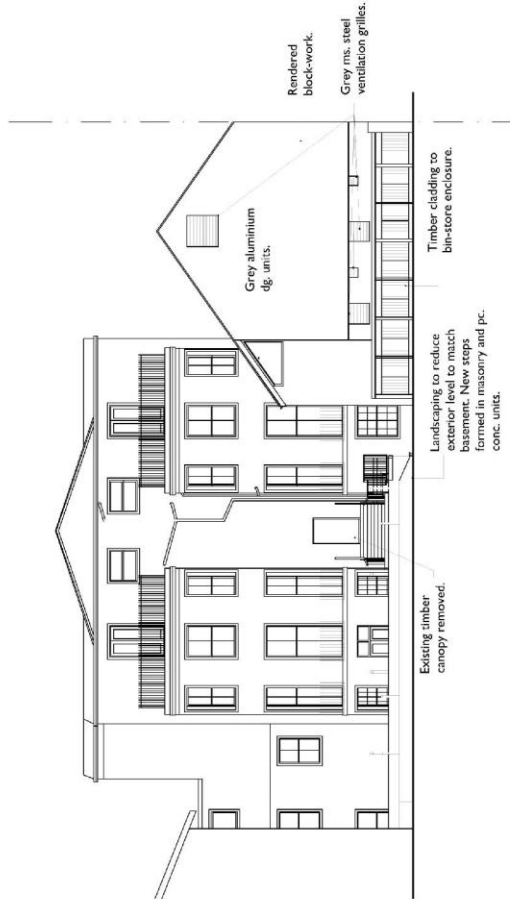 Rendered
block-work.
Grey ms. steel
ventilation grilles.
Grey aluminium
dg. units.
Timber cladding to
bin-store enclosure.
Landscaping to reduce
exterior level to match
basement. New steps
formed in masonry and pc.
conc. units.
Existing timber
canopy removed.